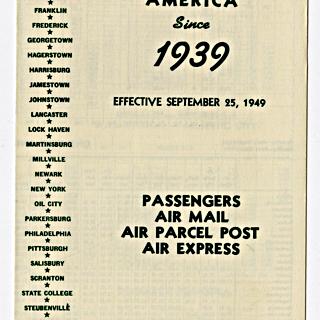 FRANKLIN
FREDERICK
GEORGETOWN
HAGERSTOWN
HARRISBURG
JAMESTOWN
JOHNSTOWN
LANCASTER
LOCK HAVEN
MARTINSBURG
MILLVILLE
NEWARK
NEW YORK
OIL CITY
PARKERSBURG
PHILADELPHIA
PITTSBURGH
SALISBURY
SCRANTON
STATE COLLEGE
STEUBENVILLE
AMERICA
Since
1939
EFFECTIVE SEPTEMBER 25, 1949
PASSENGERS
AIR MAIL
AIR PARCEL POST
AIR EXPRESS